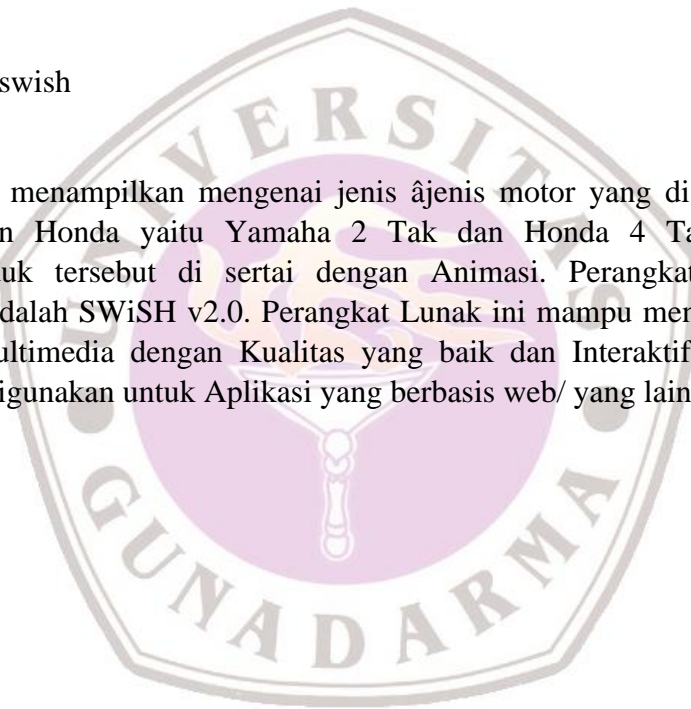 swish
menampilkan mengenai jenis âjenis motor yang di
n Honda yaitu Yamaha 2 Tak dan Honda 4 Ta
uk tersebut di sertai dengan Animasi. Perangkat
dalah SWiSH v2.0. Perangkat Lunak ini mampu men
ultimedia dengan Kualitas yang baik dan Interaktif
igunakan untuk Aplikasi yang berbasis web/ yang lain
UNIVERSITAS
GUNADARMA